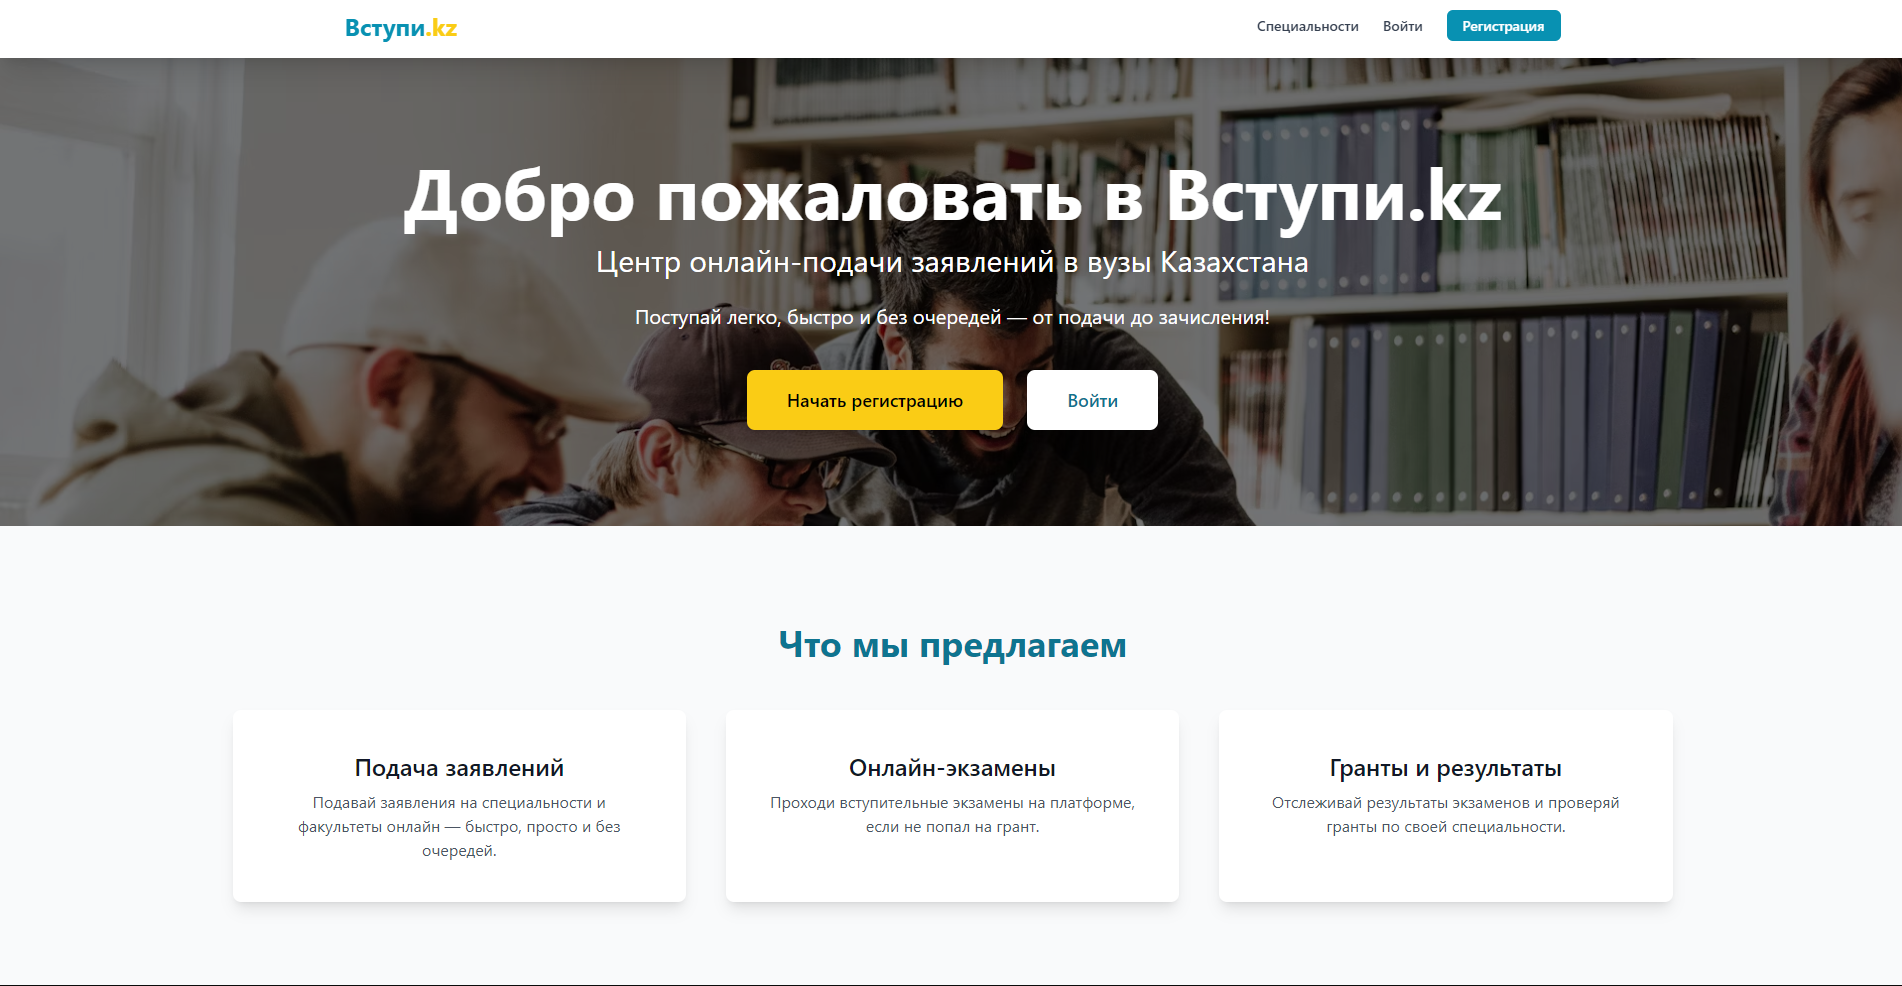 Вступи.kz
Специальности
Войти
Регистрация
Добро пожаловать в Вступи.kz
Центр онлайн-подачи заявлений в вузы Казахстана
Поступай легко, быстро и без очередей — от подачи до зачисления!
Начать регистрацию
Войти
Что мы предлагаем
Подача заявлений
Подавай заявления на специальности и
факультеты онлайн — быстро, просто и без
очередей.
Онлайн-экзамены
Проходи вступительные экзамены на платформе,
если не попал на грант.
Гранты и результаты
Отслеживай результаты экзаменов и проверяй
гранты по своей специальности.